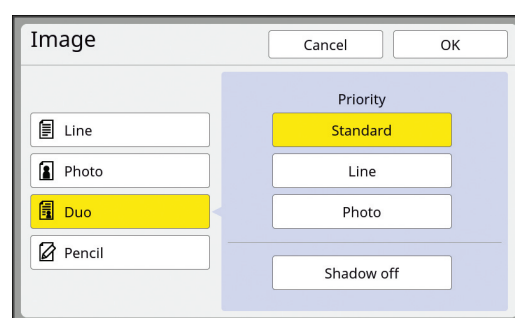 Image
Cancel
OK
Line
Photo
Duo
Pencil
Priority
Standard
Line
Photo
Shadow off